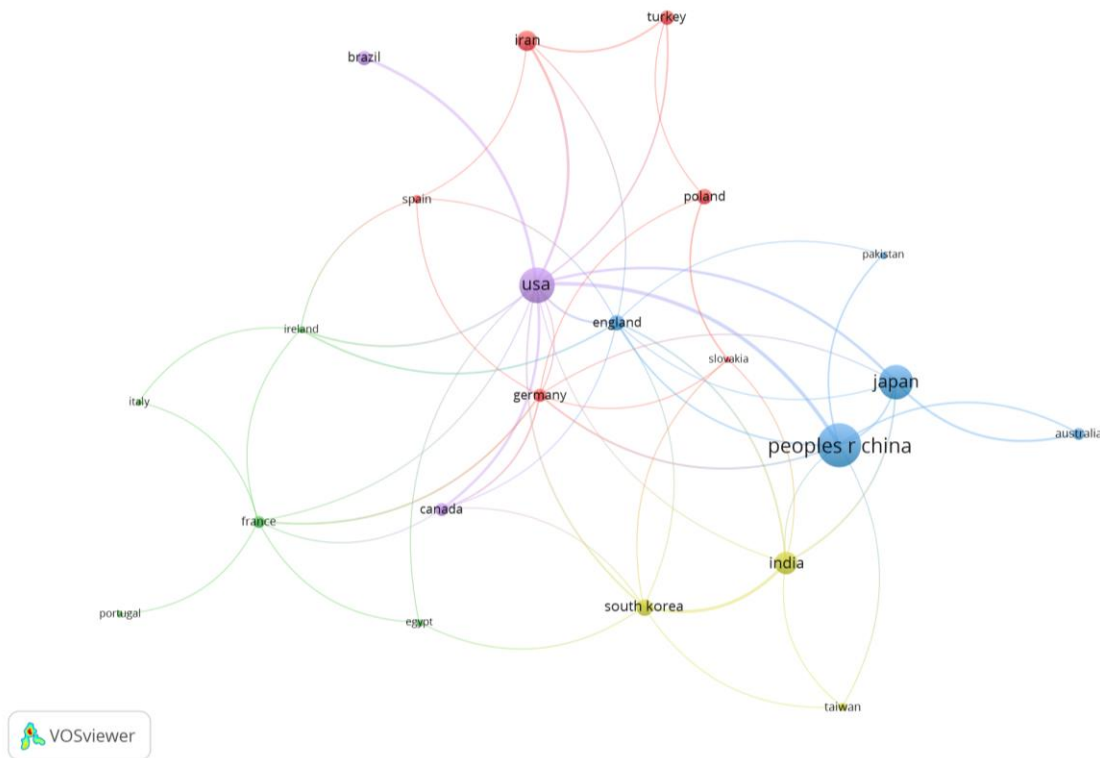 turkey
iran
brazil
spain
poland
pakistan
usa
england
ireland
slovakia
japan
germany
italy
australia
peoples r china
canada
france
india
south korea
portugal
egypt
taiwan
VOSviewer